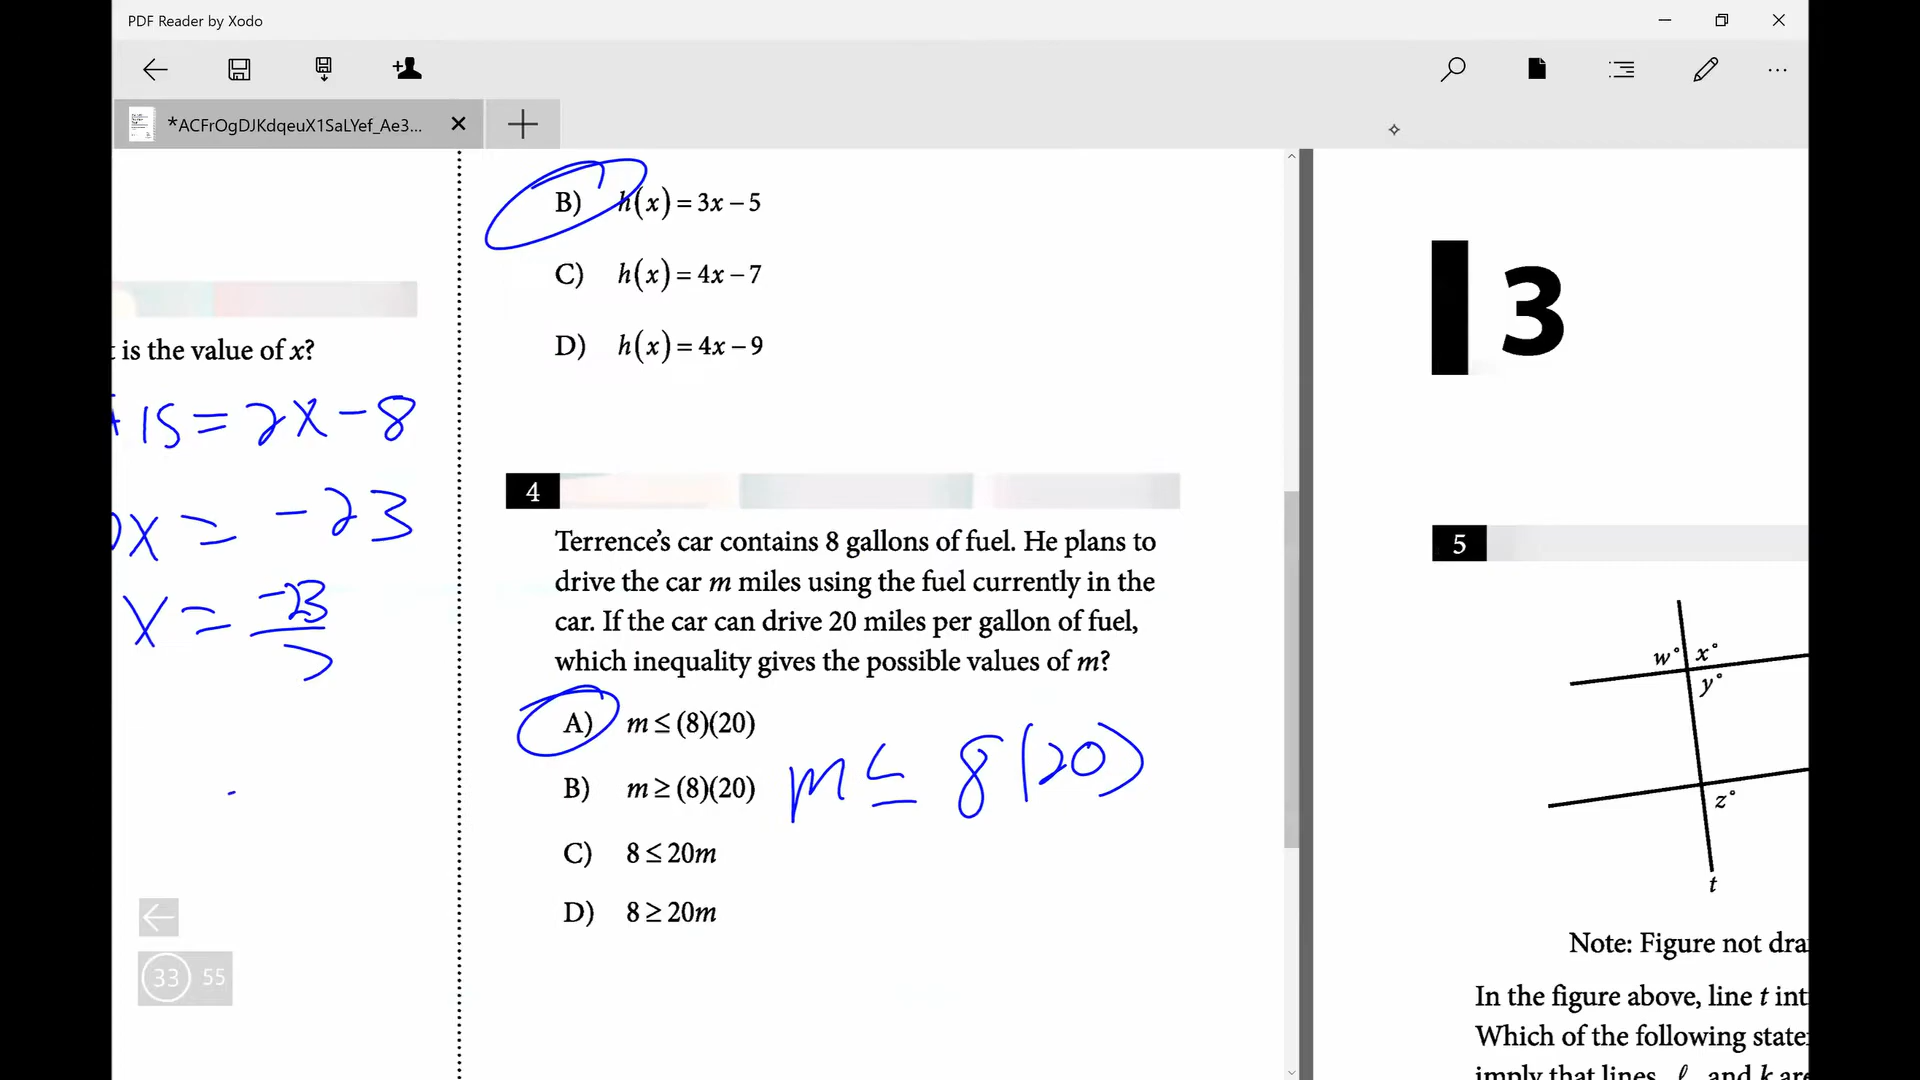 PDF Reader by Xodo
*ACFrOgDJKdqeuX1SaLYef_Ae3...
is the value of x?
15 = 2x - 8
x = -23
x = -23
33 55
B) h(x) = 3x − 5
C) h(x) = 4x − 7
D) h(x) = 4x − 9
4
Terrence's car contains 8 gallons of fuel. He plans to
drive the car m miles using the fuel currently in the
car. If the car can drive 20 miles per gallon of fuel,
which inequality gives the possible values of m?
A) m ≤ (8)(20)
B) m ≥ (8)(20)
m ≤ 8(20)
C) 8 ≤ 20m
D) 8 ≥ 20m
3
5
w° x°
y°
z°
t
Note: Figure not
In the figure above, line t
Which of the following
imply that lines ℓ and k